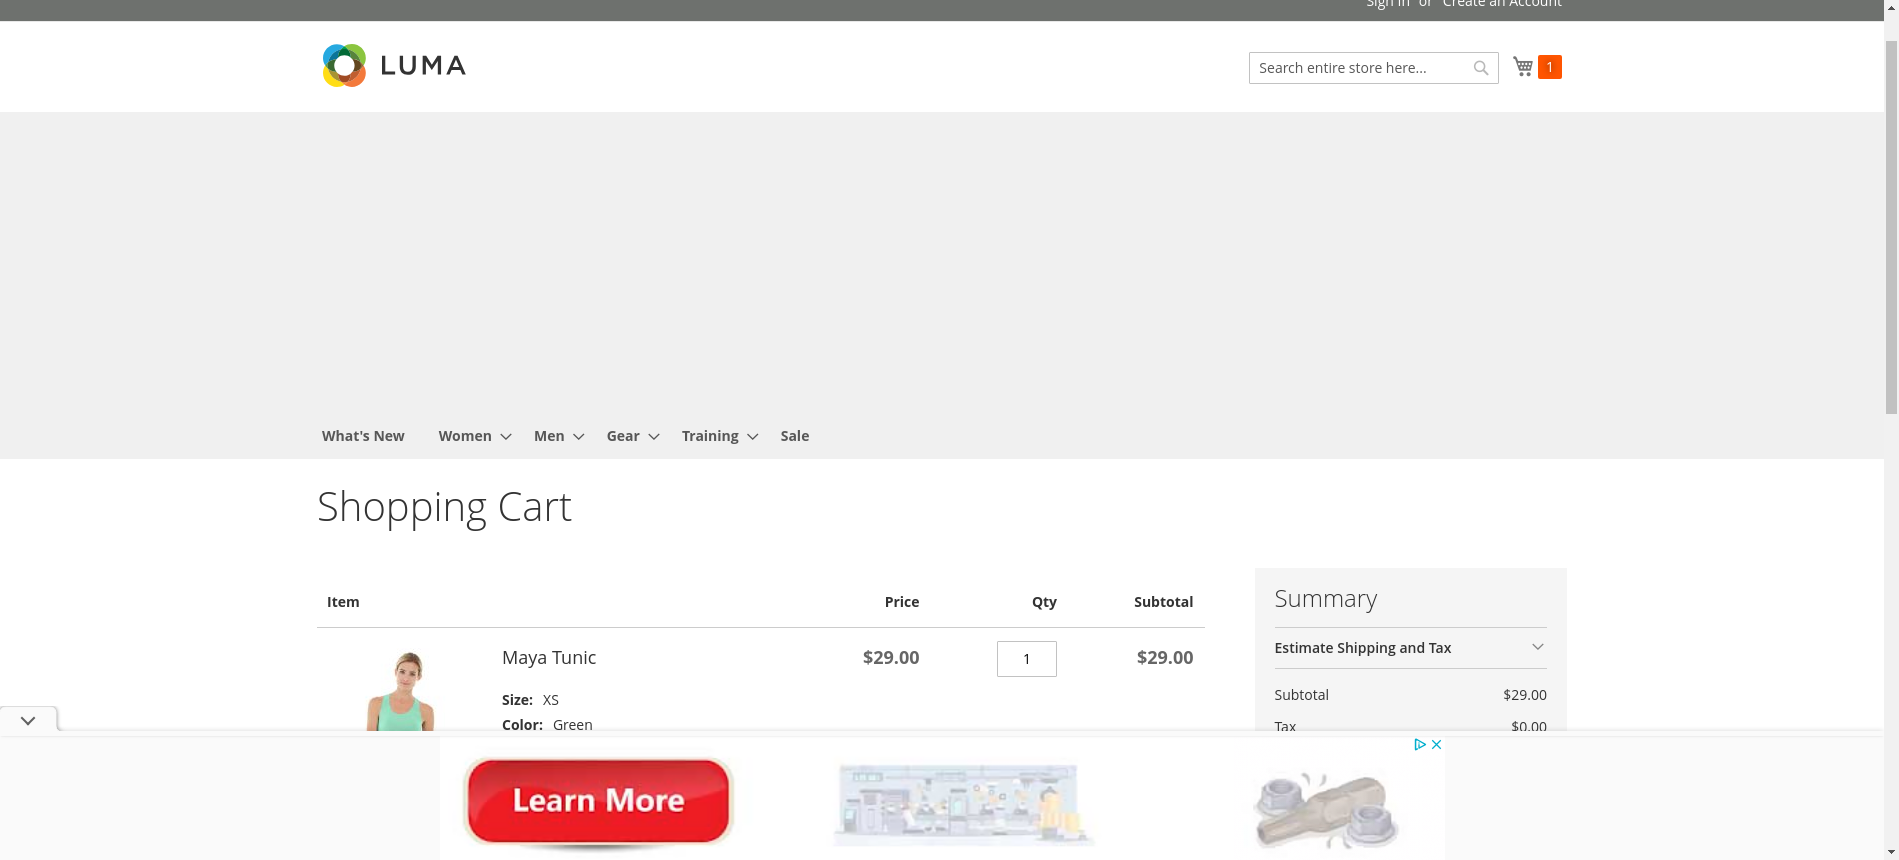 Sign In or Create an Account
LUMA
Search entire store here...
1
What's New Women Men Gear Training Sale
Shopping Cart
Item Price Qty Subtotal
Summary
Maya Tunic $29.00 1 $29.00
Estimate Shipping and Tax
Size: XS
Subtotal $29.00
Color: Green
Tax $0.00
Learn More